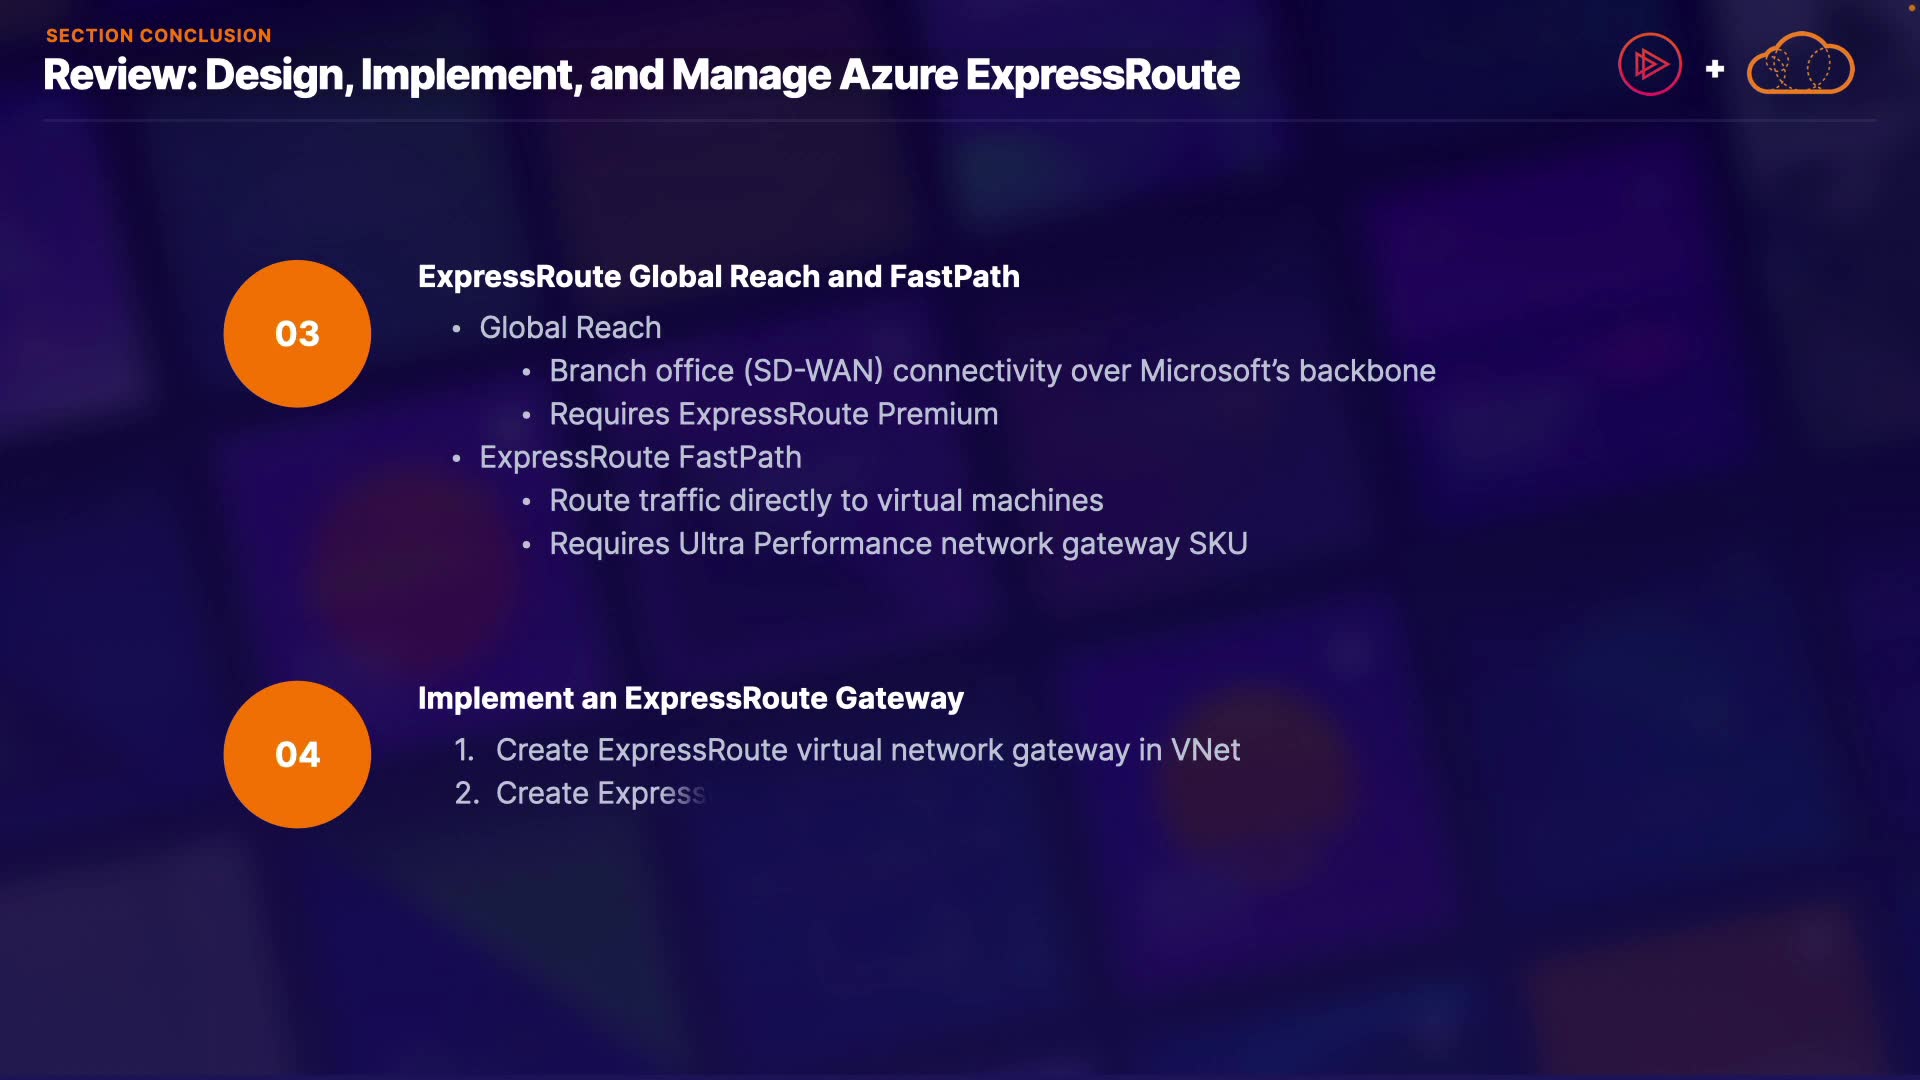 SECTION CONCLUSION
Review: Design, Implement, and Manage Azure ExpressRoute
+
03
ExpressRoute Global Reach and FastPath
• Global Reach
• Branch office (SD-WAN) connectivity over Microsoft’s backbone
• Requires ExpressRoute Premium
• ExpressRoute FastPath
• Route traffic directly to virtual machines
• Requires Ultra Performance network gateway SKU
04
Implement an ExpressRoute Gateway
1. Create ExpressRoute virtual network gateway in VNet
2. Create Express